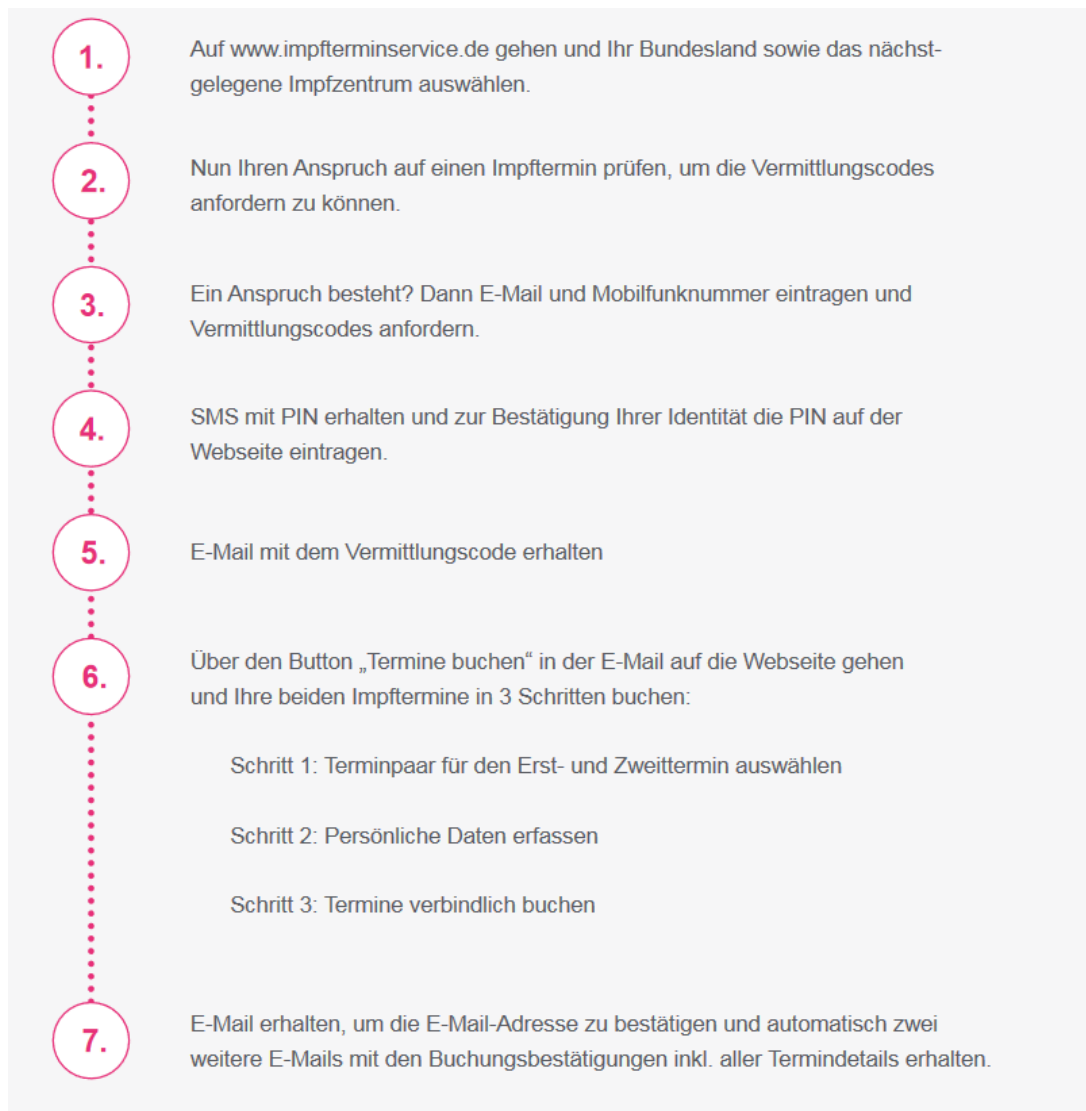 1.
Auf www.impfterminservice.de gehen und Ihr Bundesland sowie das nächst-
gelegene Impfzentrum auswählen.
2.
Nun Ihren Anspruch auf einen Impftermin prüfen, um die Vermittlungscodes
anfordern zu können.
3.
Ein Anspruch besteht? Dann E-Mail und Mobilfunknummer eintragen und
Vermittlungscodes anfordern.
4.
SMS mit PIN erhalten und zur Bestätigung Ihrer Identität die PIN auf der
Webseite eintragen.
5.
E-Mail mit dem Vermittlungscode erhalten
6.
Über den Button „Termine buchen“ in der E-Mail auf die Webseite gehen
und Ihre beiden Impftermine in 3 Schritten buchen:
Schritt 1: Terminpaar für den Erst- und Zweittermin auswählen
Schritt 2: Persönliche Daten erfassen
Schritt 3: Termine verbindlich buchen
7.
E-Mail erhalten, um die E-Mail-Adresse zu bestätigen und automatisch zwei
weitere E-Mails mit den Buchungsbestätigungen inkl. aller Termindetails erhalten.